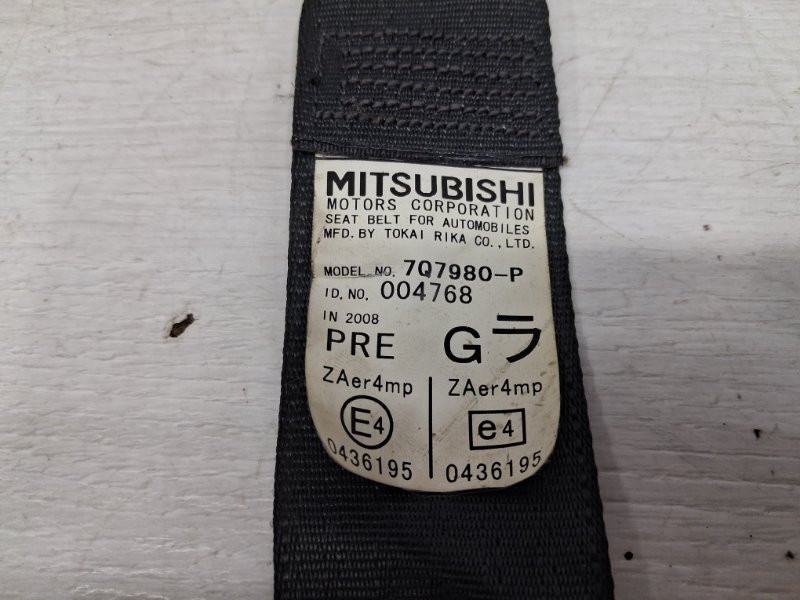 MITSUBISHI
MOTORS CORPORATION
SEAT BELT FOR AUTOMOBILES
MFD. BY TOKAI RIKA CO., LTD.
MODEL NO. 7Q7980-P
ID. NO. 004768
IN 2008
PRE Gラ
ZAer4mp ZAer4mp
E4 e4
0436195 0436195